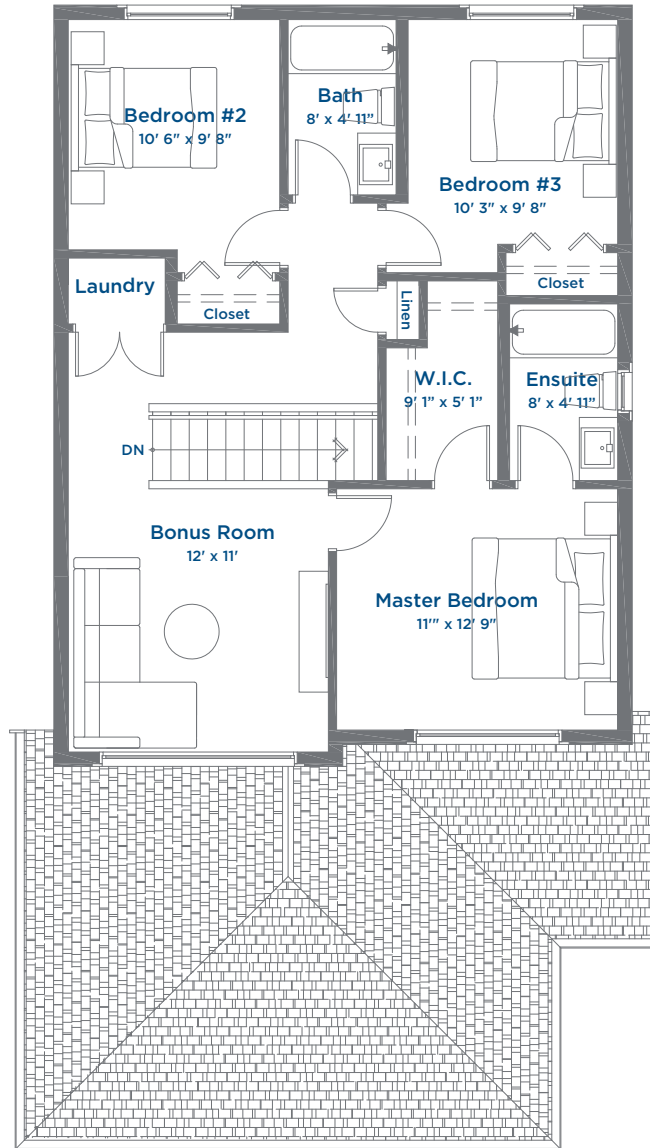 Bedroom #2
10' 6" x 9' 8"
Bath
8' x 4' 11”
Bedroom #3
10' 3" x 9' 8"
Laundry
Closet
Linen
Closet
W.I.C.
9' 1” x 5' 1”
Ensuite
8' x 4' 11”
DN
Bonus Room
12' x 11'
Master Bedroom
11'" x 12' 9"